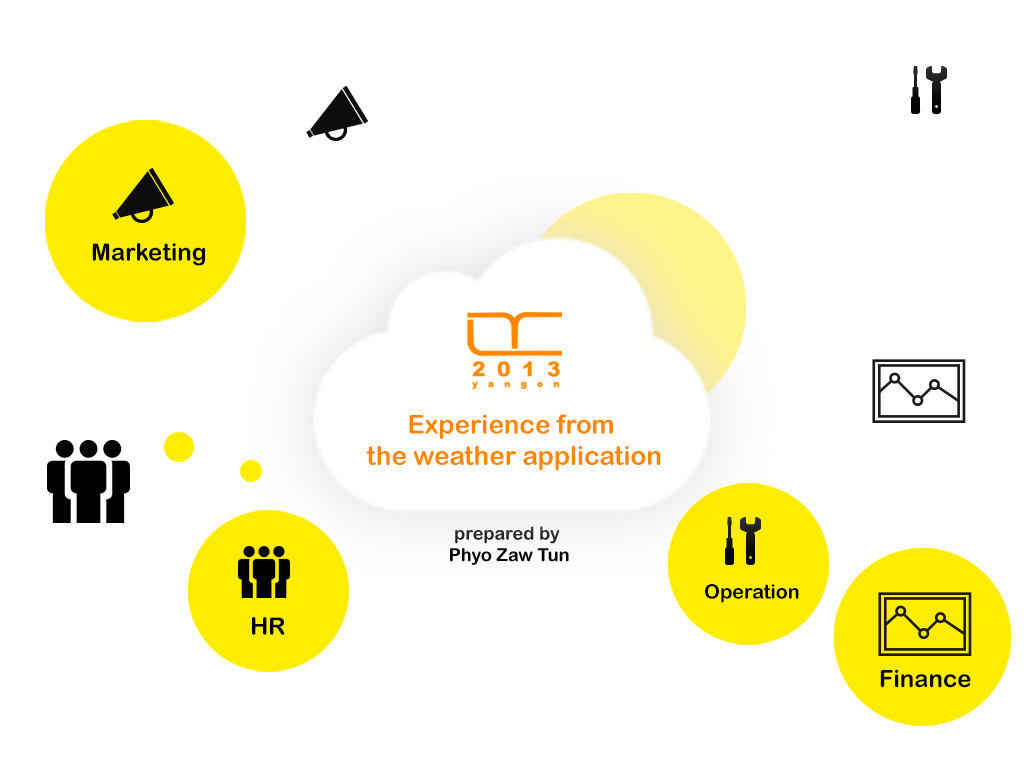 Marketing
2013
yangon
Experience from
the weather application
prepared by
Phyo Zaw Tun
HR
Operation
Finance